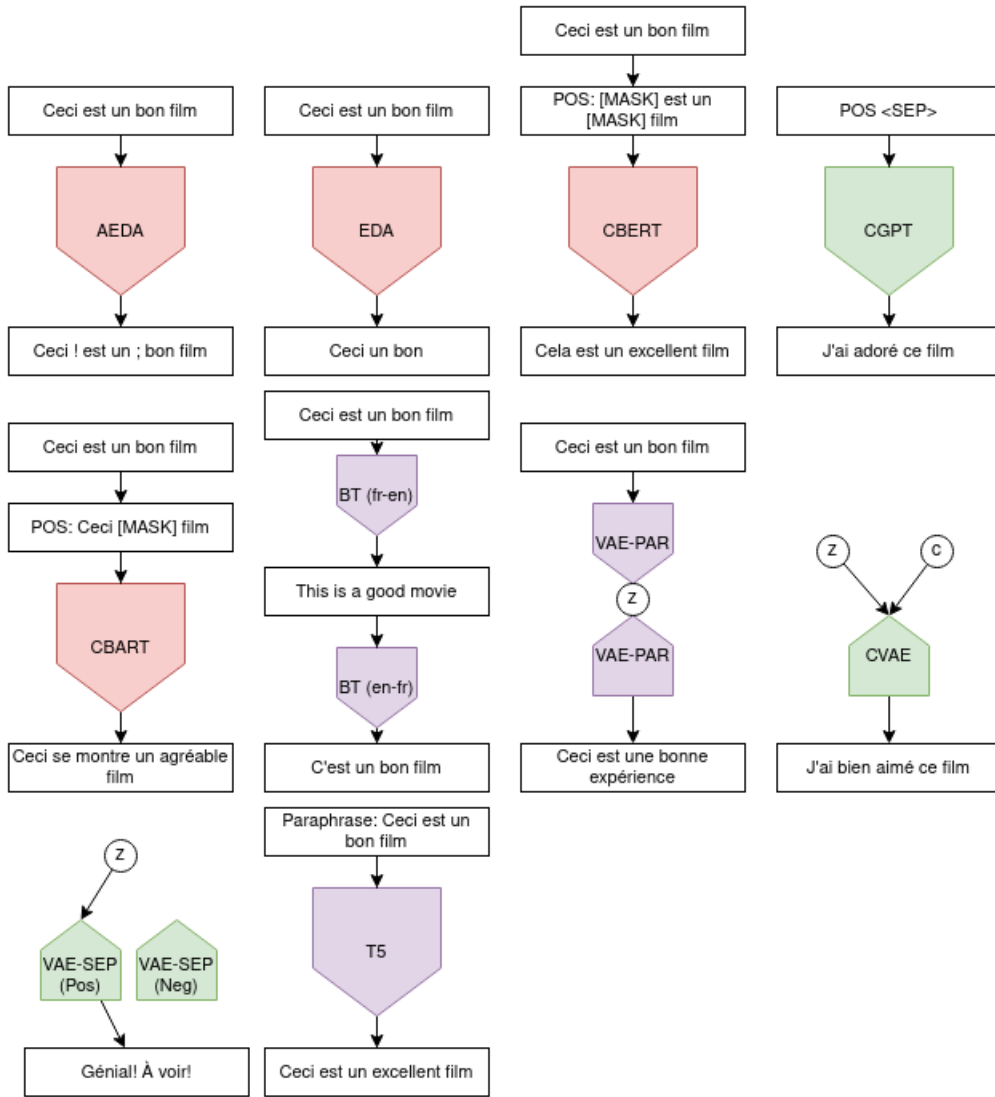 Ceci est un bon film
AEDA
Ceci ! est un ; bon film
Ceci est un bon film
EDA
Ceci un bon
Ceci est un bon film
POS: [MASK] est un
[MASK] film
CBERT
Cela est un excellent film
POS <SEP>
CGPT
J'ai adoré ce film
Ceci est un bon film
POS: Ceci [MASK] film
CBART
Ceci se montre un agréable
film
Ceci est un bon film
BT (fr-en)
This is a good movie
BT (en-fr)
C'est un bon film
Ceci est un bon film
VAE-PAR
Z
VAE-PAR
Ceci est une bonne
expérience
Z
C
CVAE
J'ai bien aimé ce film
Z
VAE-SEP
(Pos)
VAE-SEP
(Neg)
Génial! À voir!
Paraphrase: Ceci est un
bon film
T5
Ceci est un excellent film